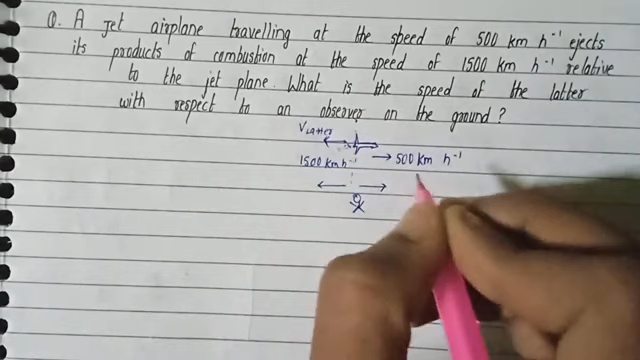 Q. A Jet airplane travelling at the speed of 500 km h⁻¹ ejects
its products of combustion at the speed of 1500 km h⁻¹ relative
to the jet plane. What is the speed of the latter
with respect to an observer on the ground?
VLatter
1500 km h⁻¹
500 km h⁻¹